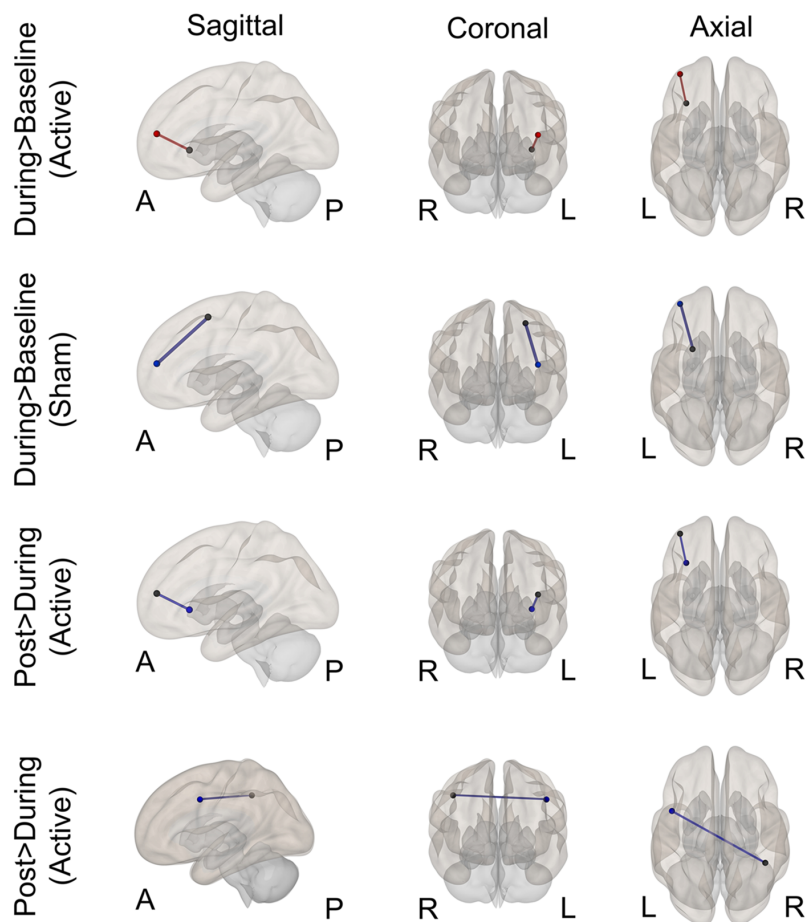 Sagittal
Coronal
Axial
During>Baseline
(Active)
A
P
R
L
L
R
During>Baseline
(Sham)
A
P
R
L
L
R
Post>During
(Active)
A
P
R
L
L
R
Post>During
(Active)
A
P
R
L
L
R